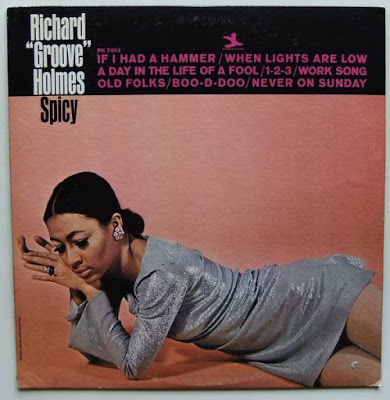 Richard
"Groove"
Holmes
Spicy
PR 7493
IF I HAD A HAMMER/WHEN LIGHTS ARE LOW
A DAY IN THE LIFE OF A FOOL/1-2-3/WORK SONG
OLD FOLKS/BOO-D-DOO/NEVER ON SUNDAY